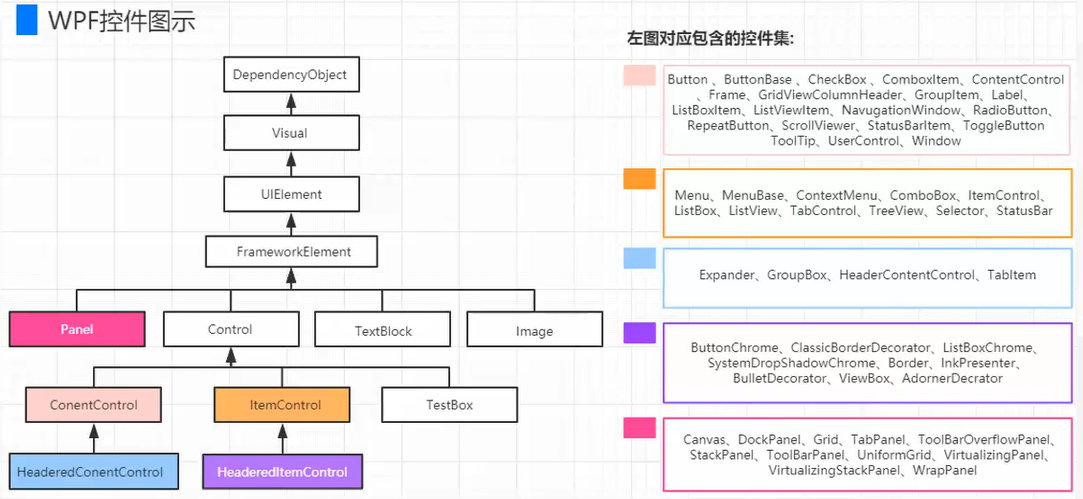 WPF控件图示
左图对应包含的控件集:
DependencyObject
Visual
UIElement
FrameworkElement
Panel
Control
TextBlock
Image
ConentControl
ItemControl
TestBox
HeaderedConentControl
HeaderedItemControl
Button 、ButtonBase 、CheckBox 、ComboxItem、ContentControl
、Frame、GridViewColumnHeader、GroupItem、Label、
ListBoxItem、ListViewItem、NavugationWindow、RadioButton、
RepeatButton、ScrollViewer、StatusBarItem、ToggleButton
ToolTip、UserControl、Window
Menu、MenuBase、ContextMenu、ComboBox、ItemControl、
ListBox、ListView、TabControl、TreeView、Selector、StatusBar
Expander、GroupBox、HeaderContentControl、TabItem
ButtonChrome、ClassicBorderDecorator、ListBoxChrome、
SystemDropShadowChrome、Border、InkPresenter、
BulletDecorator、ViewBox、AdornerDecrator
Canvas、DockPanel、Grid、TabPanel、ToolBarOverflowPanel、
StackPanel、ToolBarPanel、UniformGrid、VirtualizingPanel、
VirtualizingStackPanel、WrapPanel